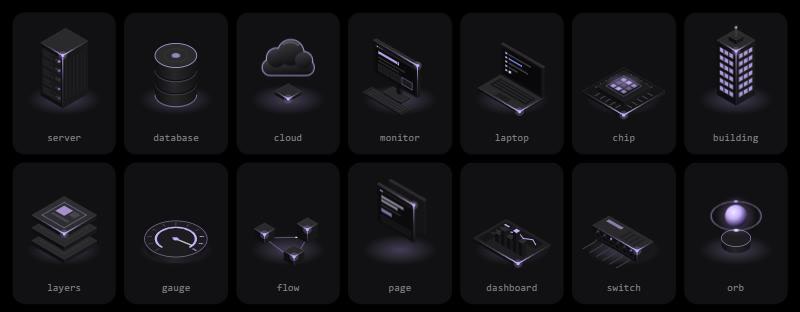 server
database
cloud
monitor
laptop
chip
building
layers
gauge
flow
page
dashboard
switch
orb